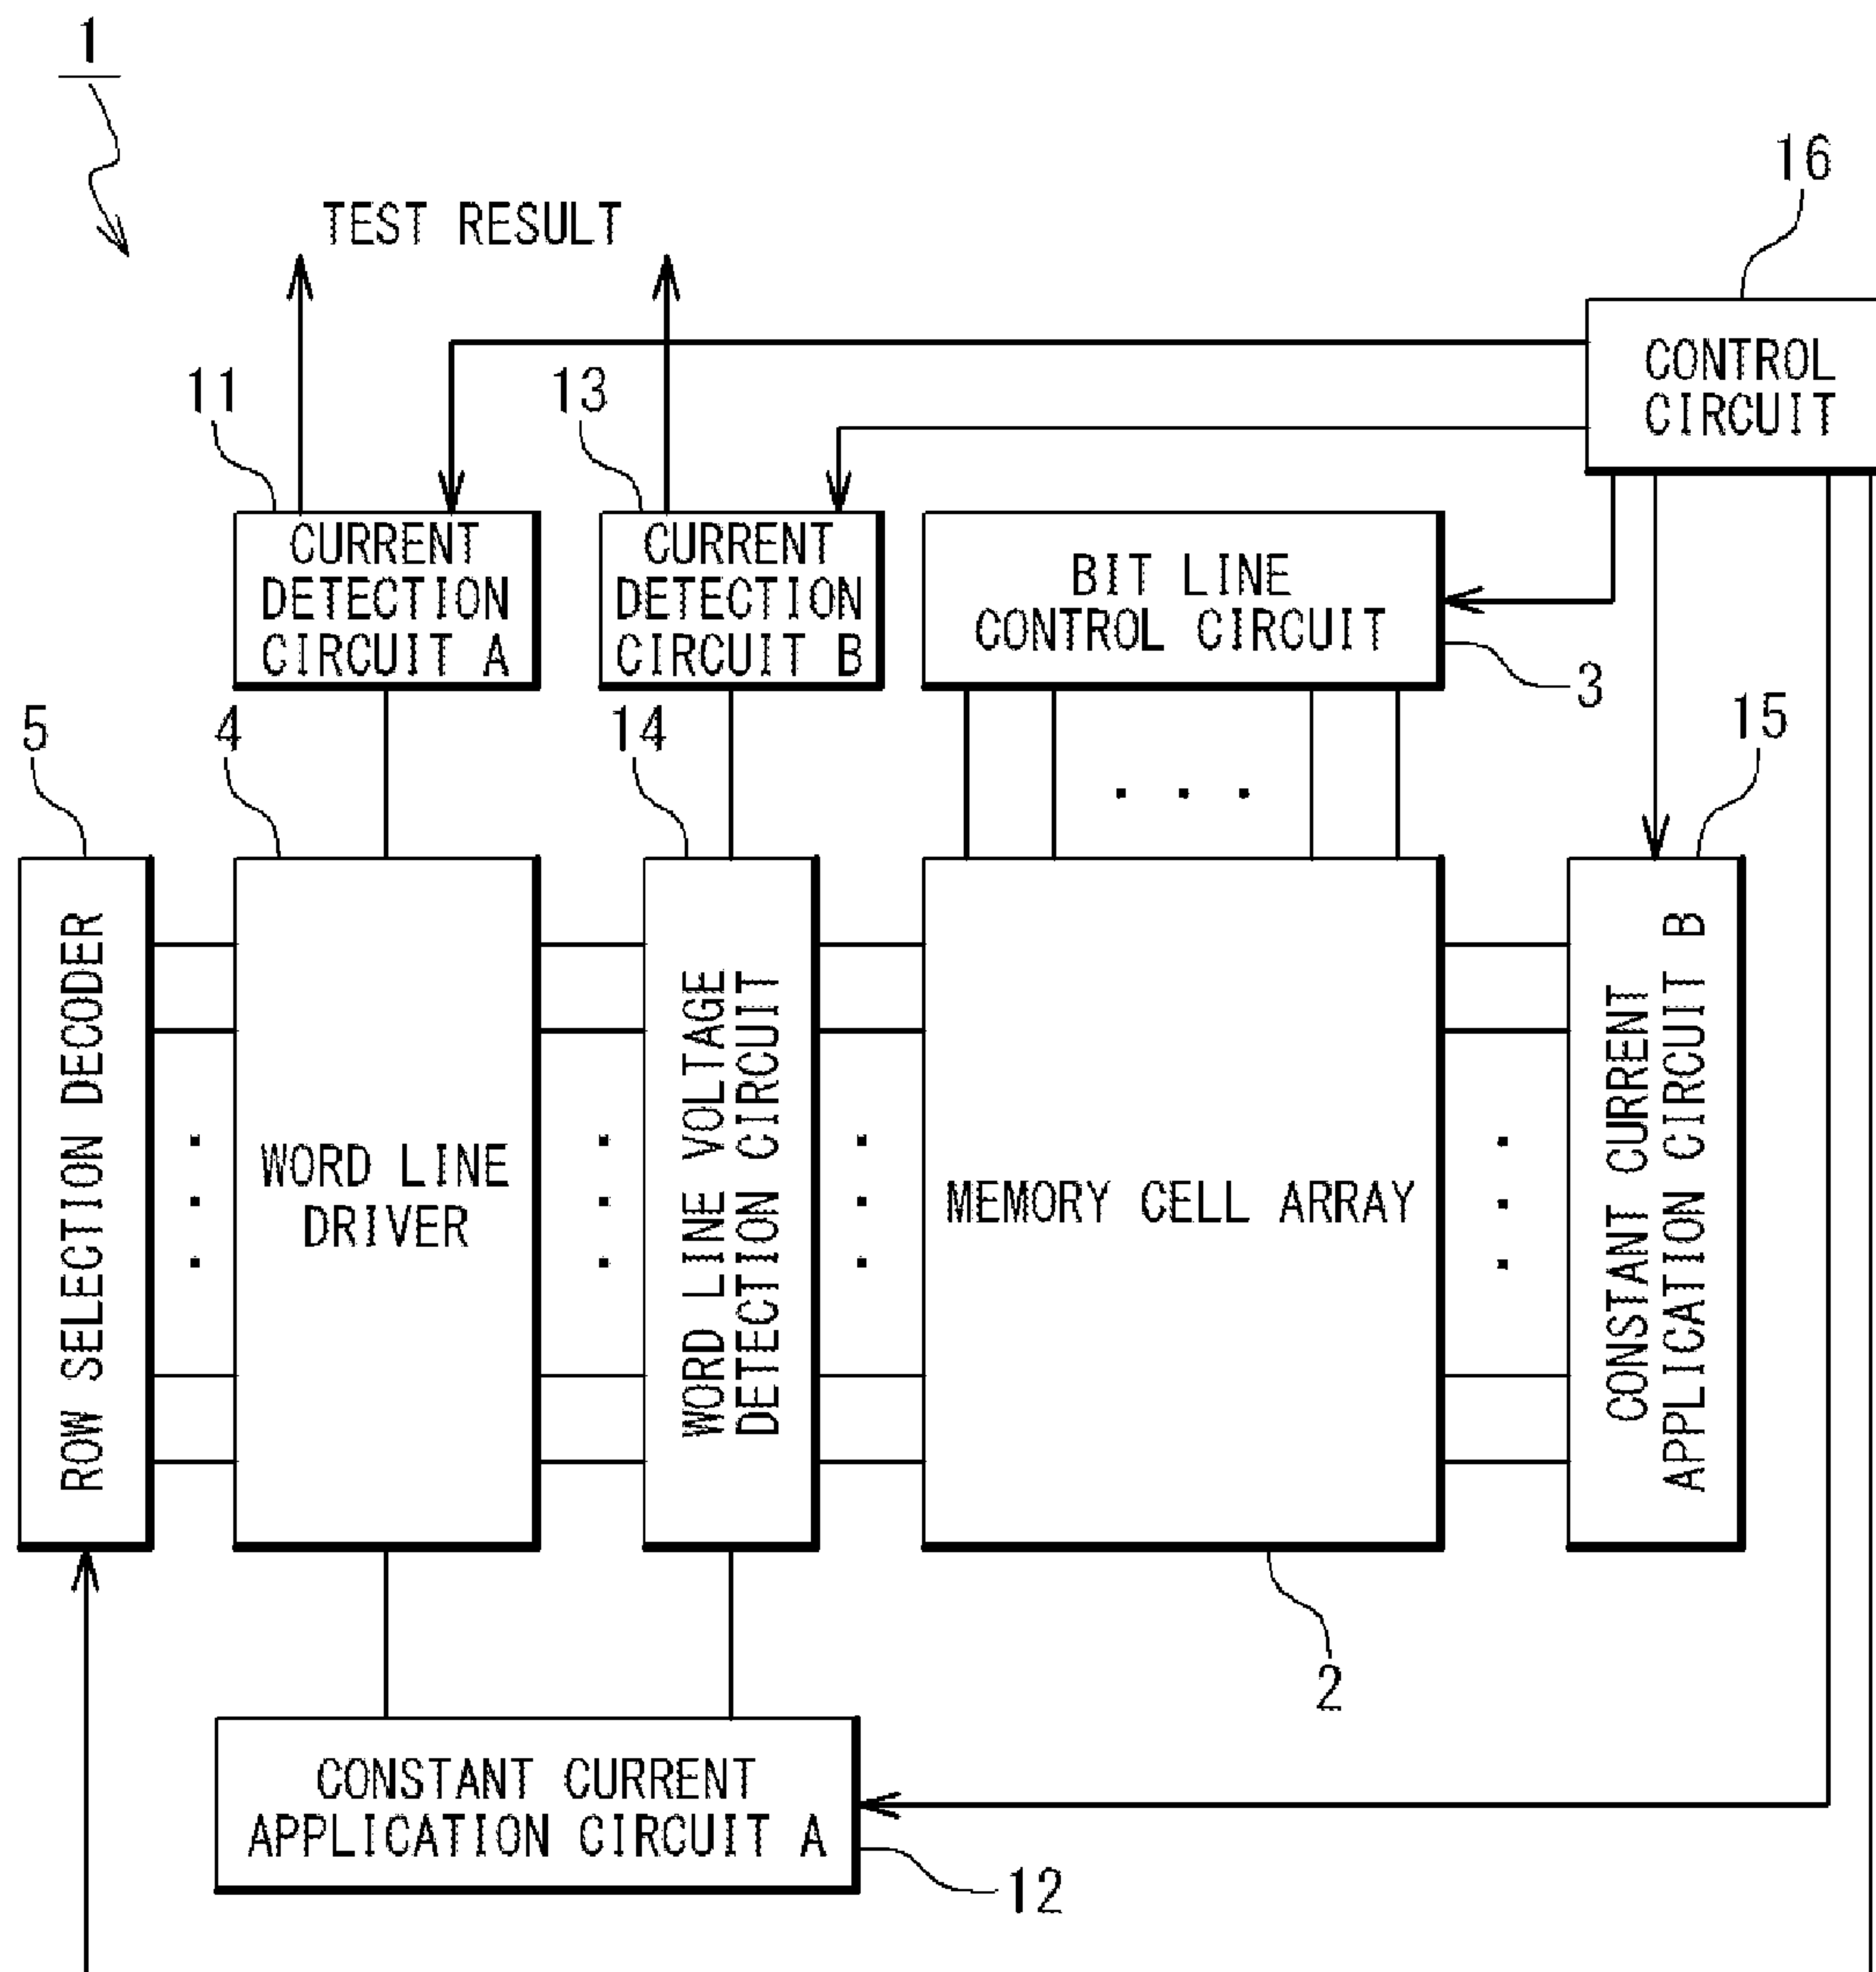 1
16
TEST RESULT
CONTROL
CIRCUIT
11
13
CURRENT
DETECTION
CIRCUIT A
CURRENT
DETECTION
CIRCUIT B
BIT LINE
CONTROL CIRCUIT
3
5
4
14
15
ROW SELECTION DECODER
WORD LINE
DRIVER
WORD LINE VOLTAGE
DETECTION CIRCUIT
MEMORY CELL ARRAY
CONSTANT CURRENT
APPLICATION CIRCUIT B
2
CONSTANT CURRENT
APPLICATION CIRCUIT A
12